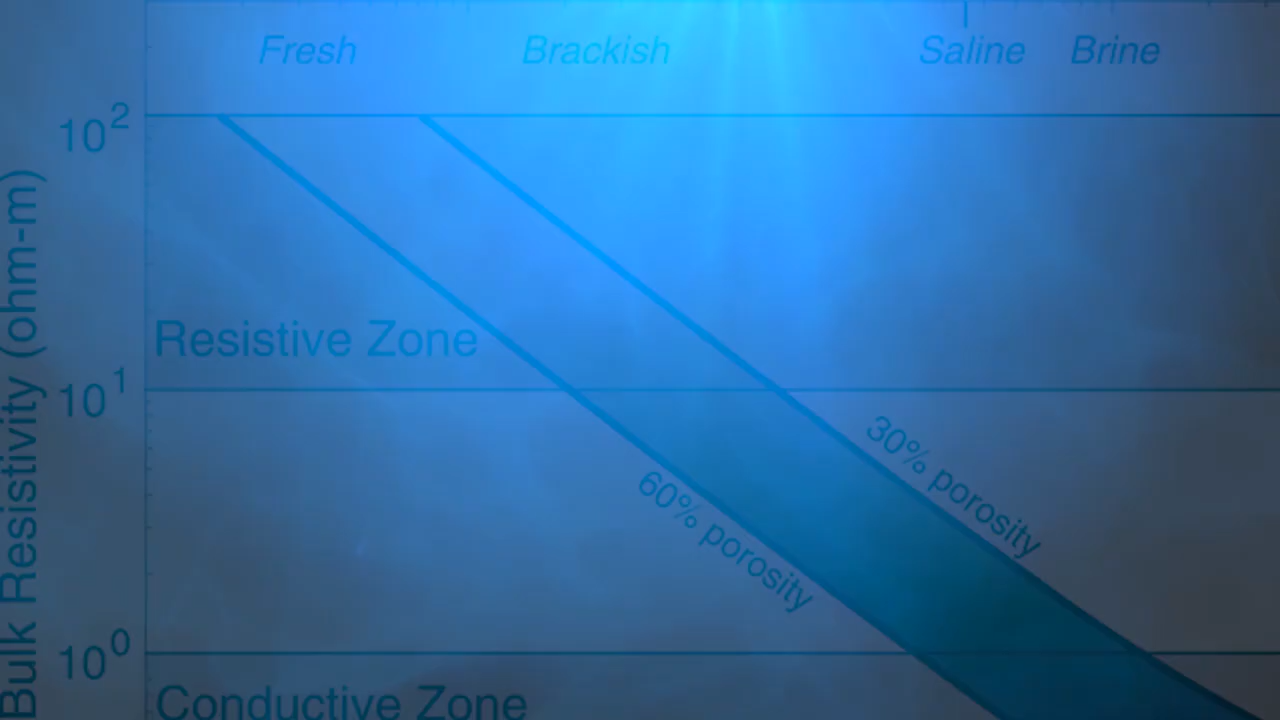 Fresh Brackish Saline Brine
10²
Bulk Resistivity (ohm-m)
Resistive Zone
10¹
30% porosity
60% porosity
10⁰
Conductive Zone